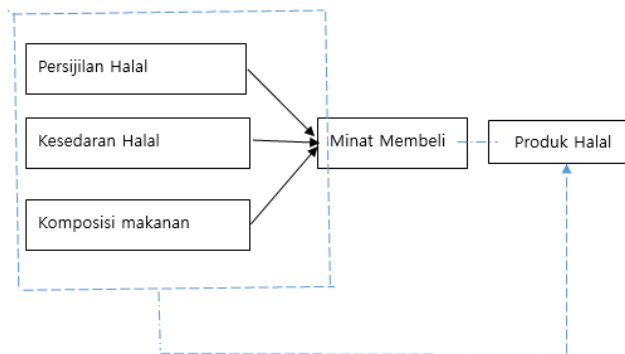 Persijilan Halal
Kesedaran Halal
Minat Membeli
Produk Halal
Komposisi makanan